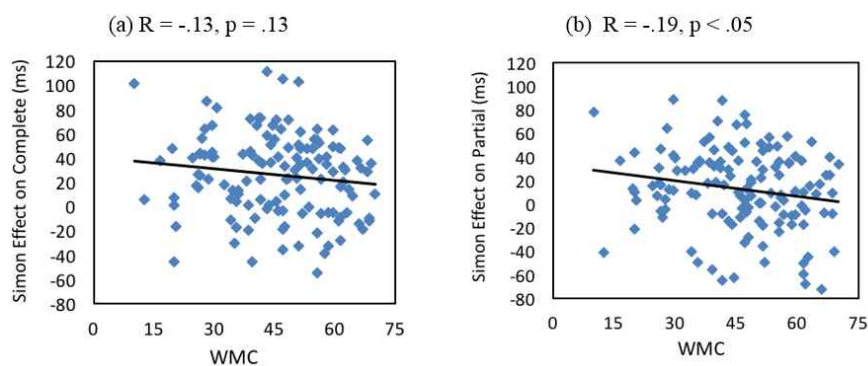 (a) R = -.13, p = .13
Simon Effect on Complete (ms)
120
100
80
60
40
20
0
-20
-40
-60
-80
0 15 30 45 60 75
WMC
(b) R = -.19, p < .05
Simon Effect on Partial (ms)
120
100
80
60
40
20
0
-20
-40
-60
-80
0 15 30 45 60 75
WMC